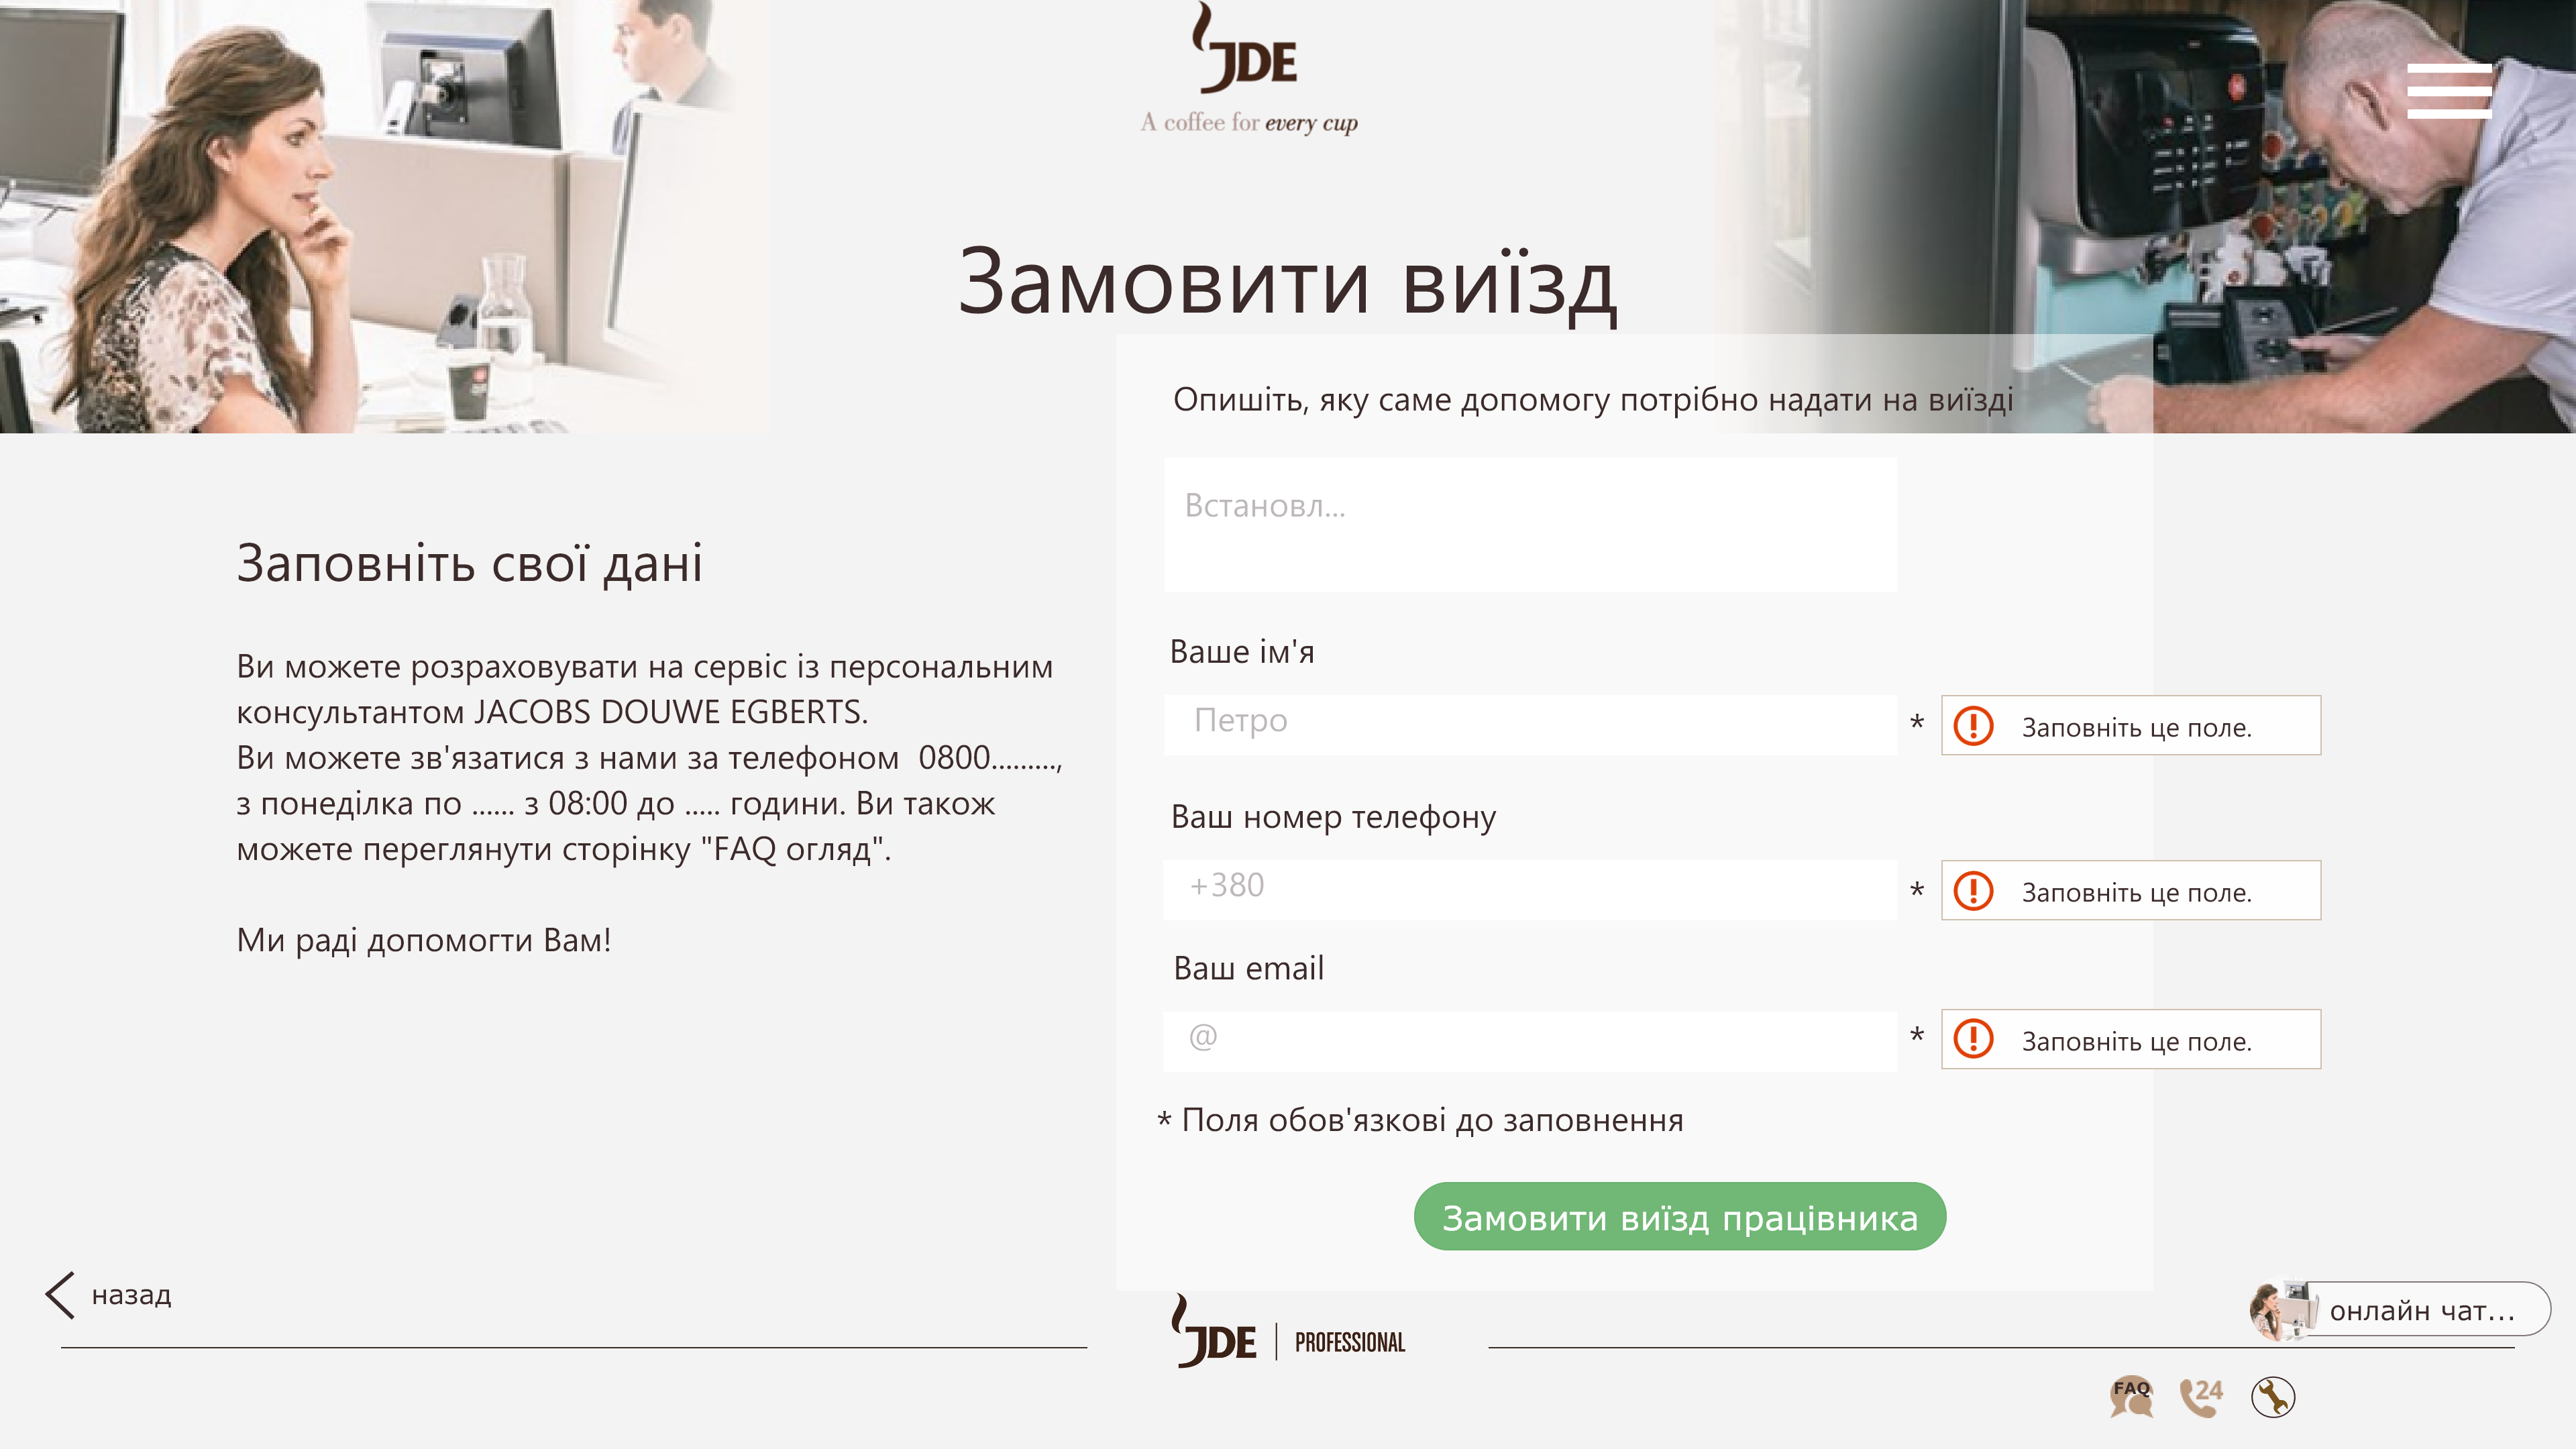 JDE
A coffee for every cup
Замовити виїзд
Опишіть, яку саме допомогу потрібно надати на виїзді
Встановл...
Заповніть свої дані
Ви можете розраховувати на сервіс із персональним
консультантом JACOBS DOUWE EGBERTS.
Ви можете зв'язатися з нами за телефоном 0800.........,
з понеділка по ...... з 08:00 до ..... години. Ви також
можете переглянути сторінку "FAQ огляд".
Ми раді допомогти Вам!
Ваше ім'я
Петро * Заповніть це поле.
Ваш номер телефону
+380 * Заповніть це поле.
Ваш email
@ * Заповніть це поле.
* Поля обов'язкові до заповнення
Замовити виїзд працівника
назад
онлайн чат...
JDE PROFESSIONAL
FAQ
24